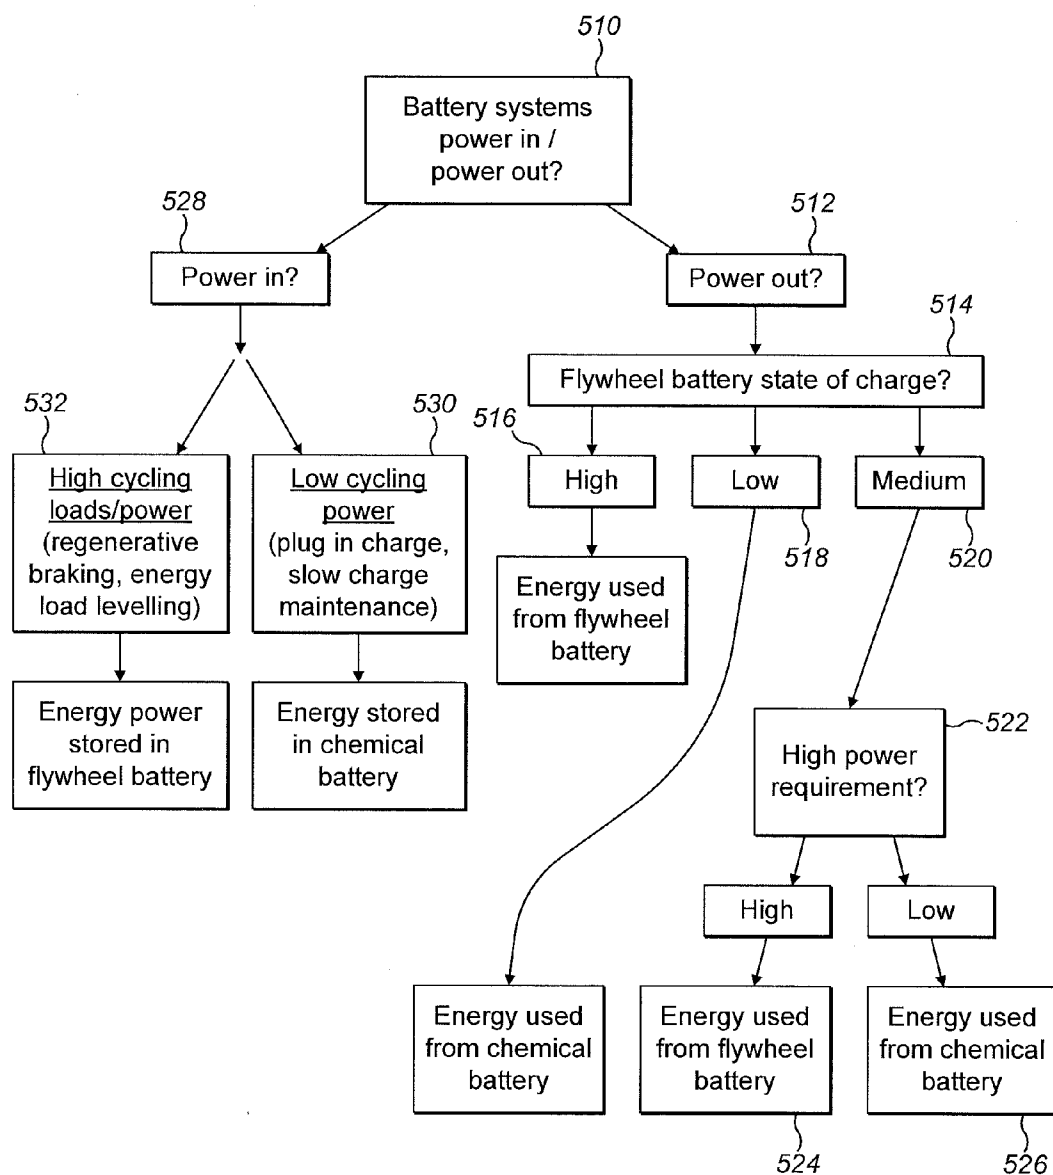 510
Battery systems
power in /
power out?
528
Power in?
512
Power out?
514
Flywheel battery state of charge?
532
High cycling
loads/power
(regenerative
braking, energy
load levelling)
530
Low cycling
power
(plug in charge,
slow charge
maintenance)
516
High
Low
518
Medium
520
Energy used
from flywheel
battery
Energy power
stored in
flywheel battery
Energy stored
in chemical
battery
522
High power
requirement?
High
Low
Energy used
from chemical
battery
Energy used
from flywheel
battery
524
Energy used
from chemical
battery
526